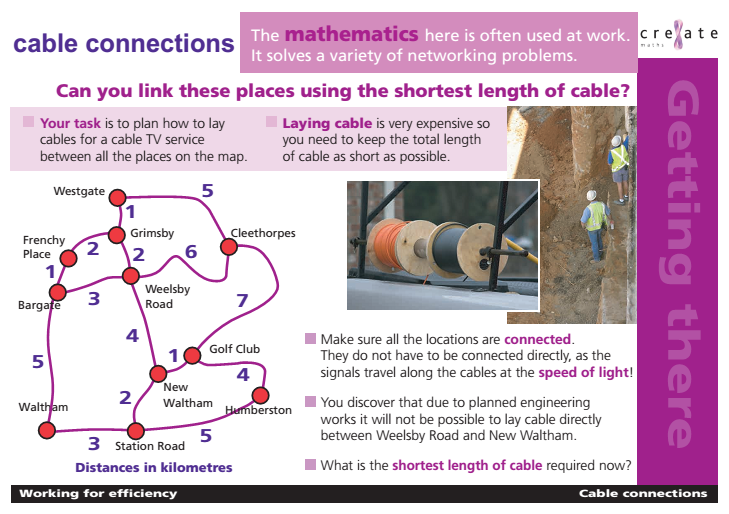 cable connections
The mathematics here is often used at work.
It solves a variety of networking problems.
create
maths
Can you link these places using the shortest length of cable?
Your task is to plan how to lay
cables for a cable TV service
between all the places on the map.
Laying cable is very expensive so
you need to keep the total length
of cable as short as possible.
Getting there
Westgate
5
1
Grimsby
Cleethorpes
Frenchy
Place
2
2
6
1
Weelsby
Road
Bargate
3
7
4
Golf Club
1
5
4
New
Waltham
2
Humberston
Waltham
3
Station Road
5
Distances in kilometres
Make sure all the locations are connected.
They do not have to be connected directly, as the
signals travel along the cables at the speed of light!
You discover that due to planned engineering
works it will not be possible to lay cable directly
between Weelsby Road and New Waltham.
What is the shortest length of cable required now?
Working for efficiency
Cable connections